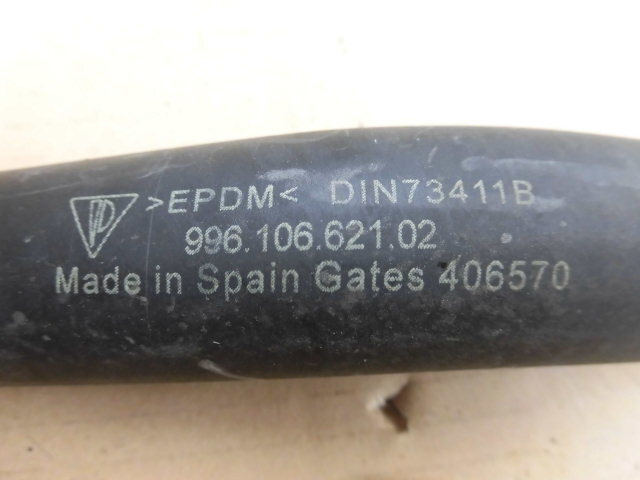 >EPDM< DIN73411B
996.106.621.02
Made in Spain Gates 406570